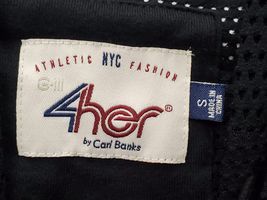 ATHLETIC NYC FASHION
G-III
4her®
by Carl Banks
S
MADE IN
CHINA